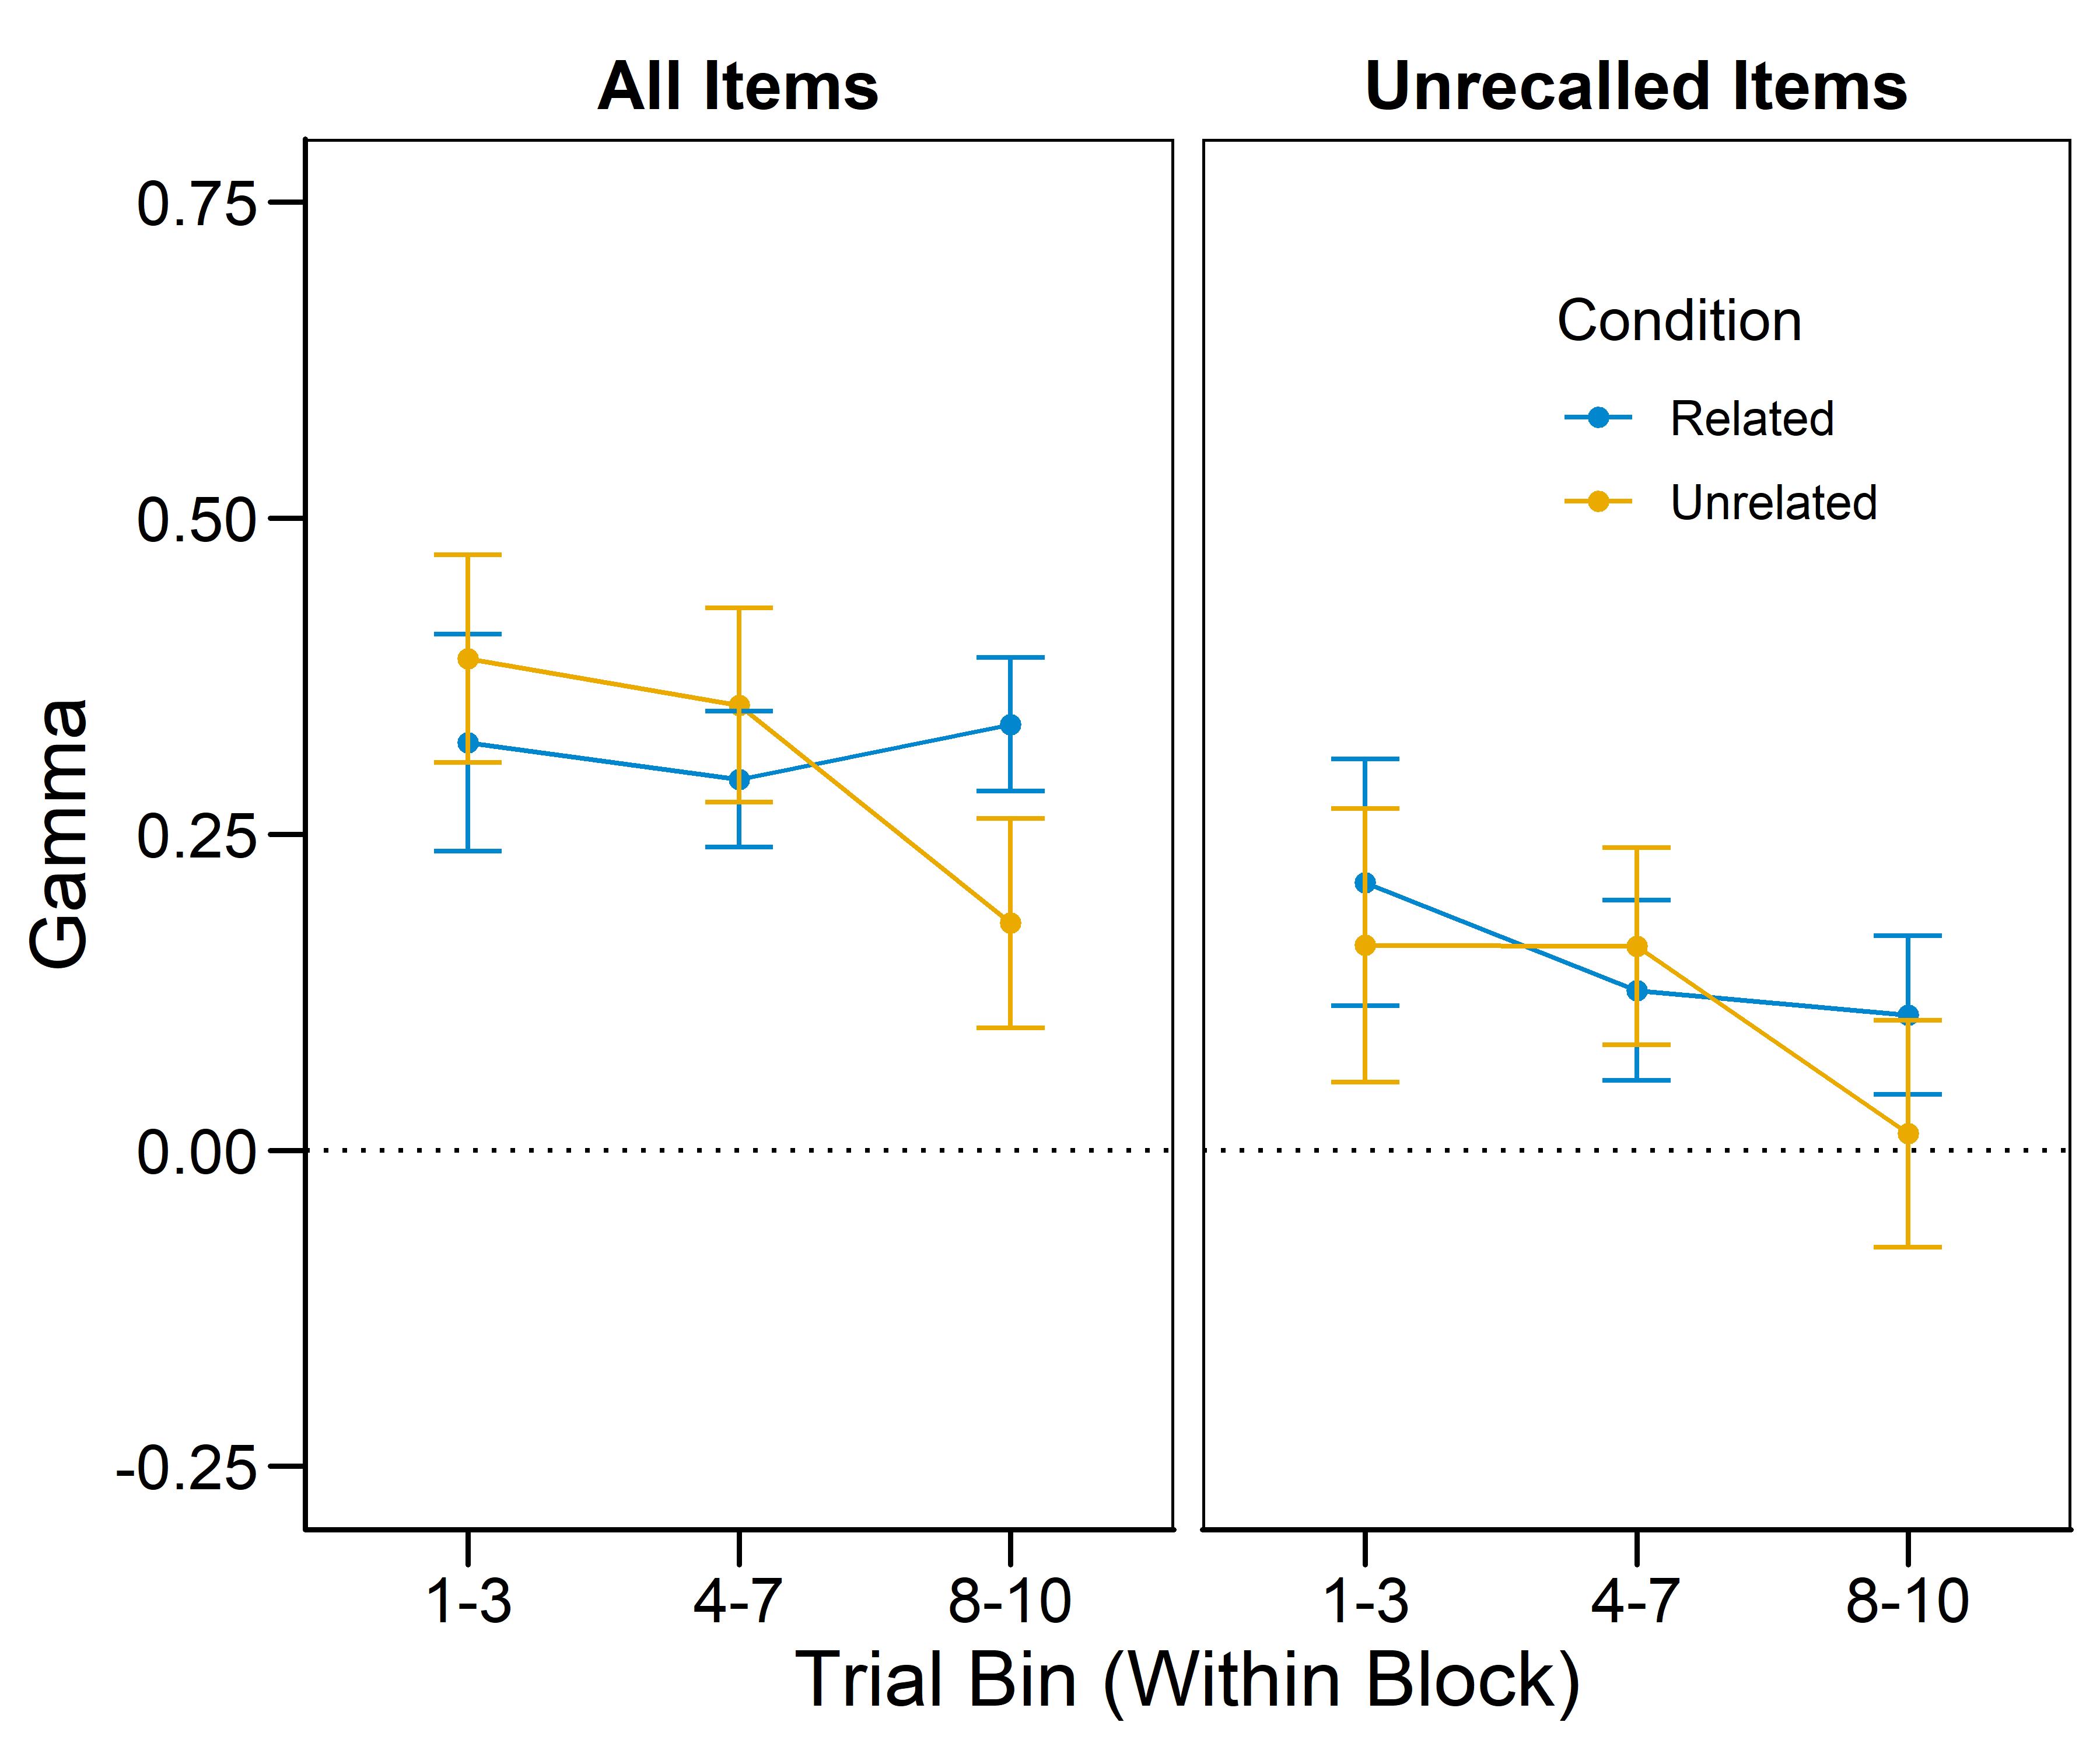 All Items
Unrecalled Items
0.75
0.50
0.25
0.00
-0.25
Gamma
Condition
Related
Unrelated
1-3
4-7
8-10
1-3
4-7
8-10
Trial Bin (Within Block)